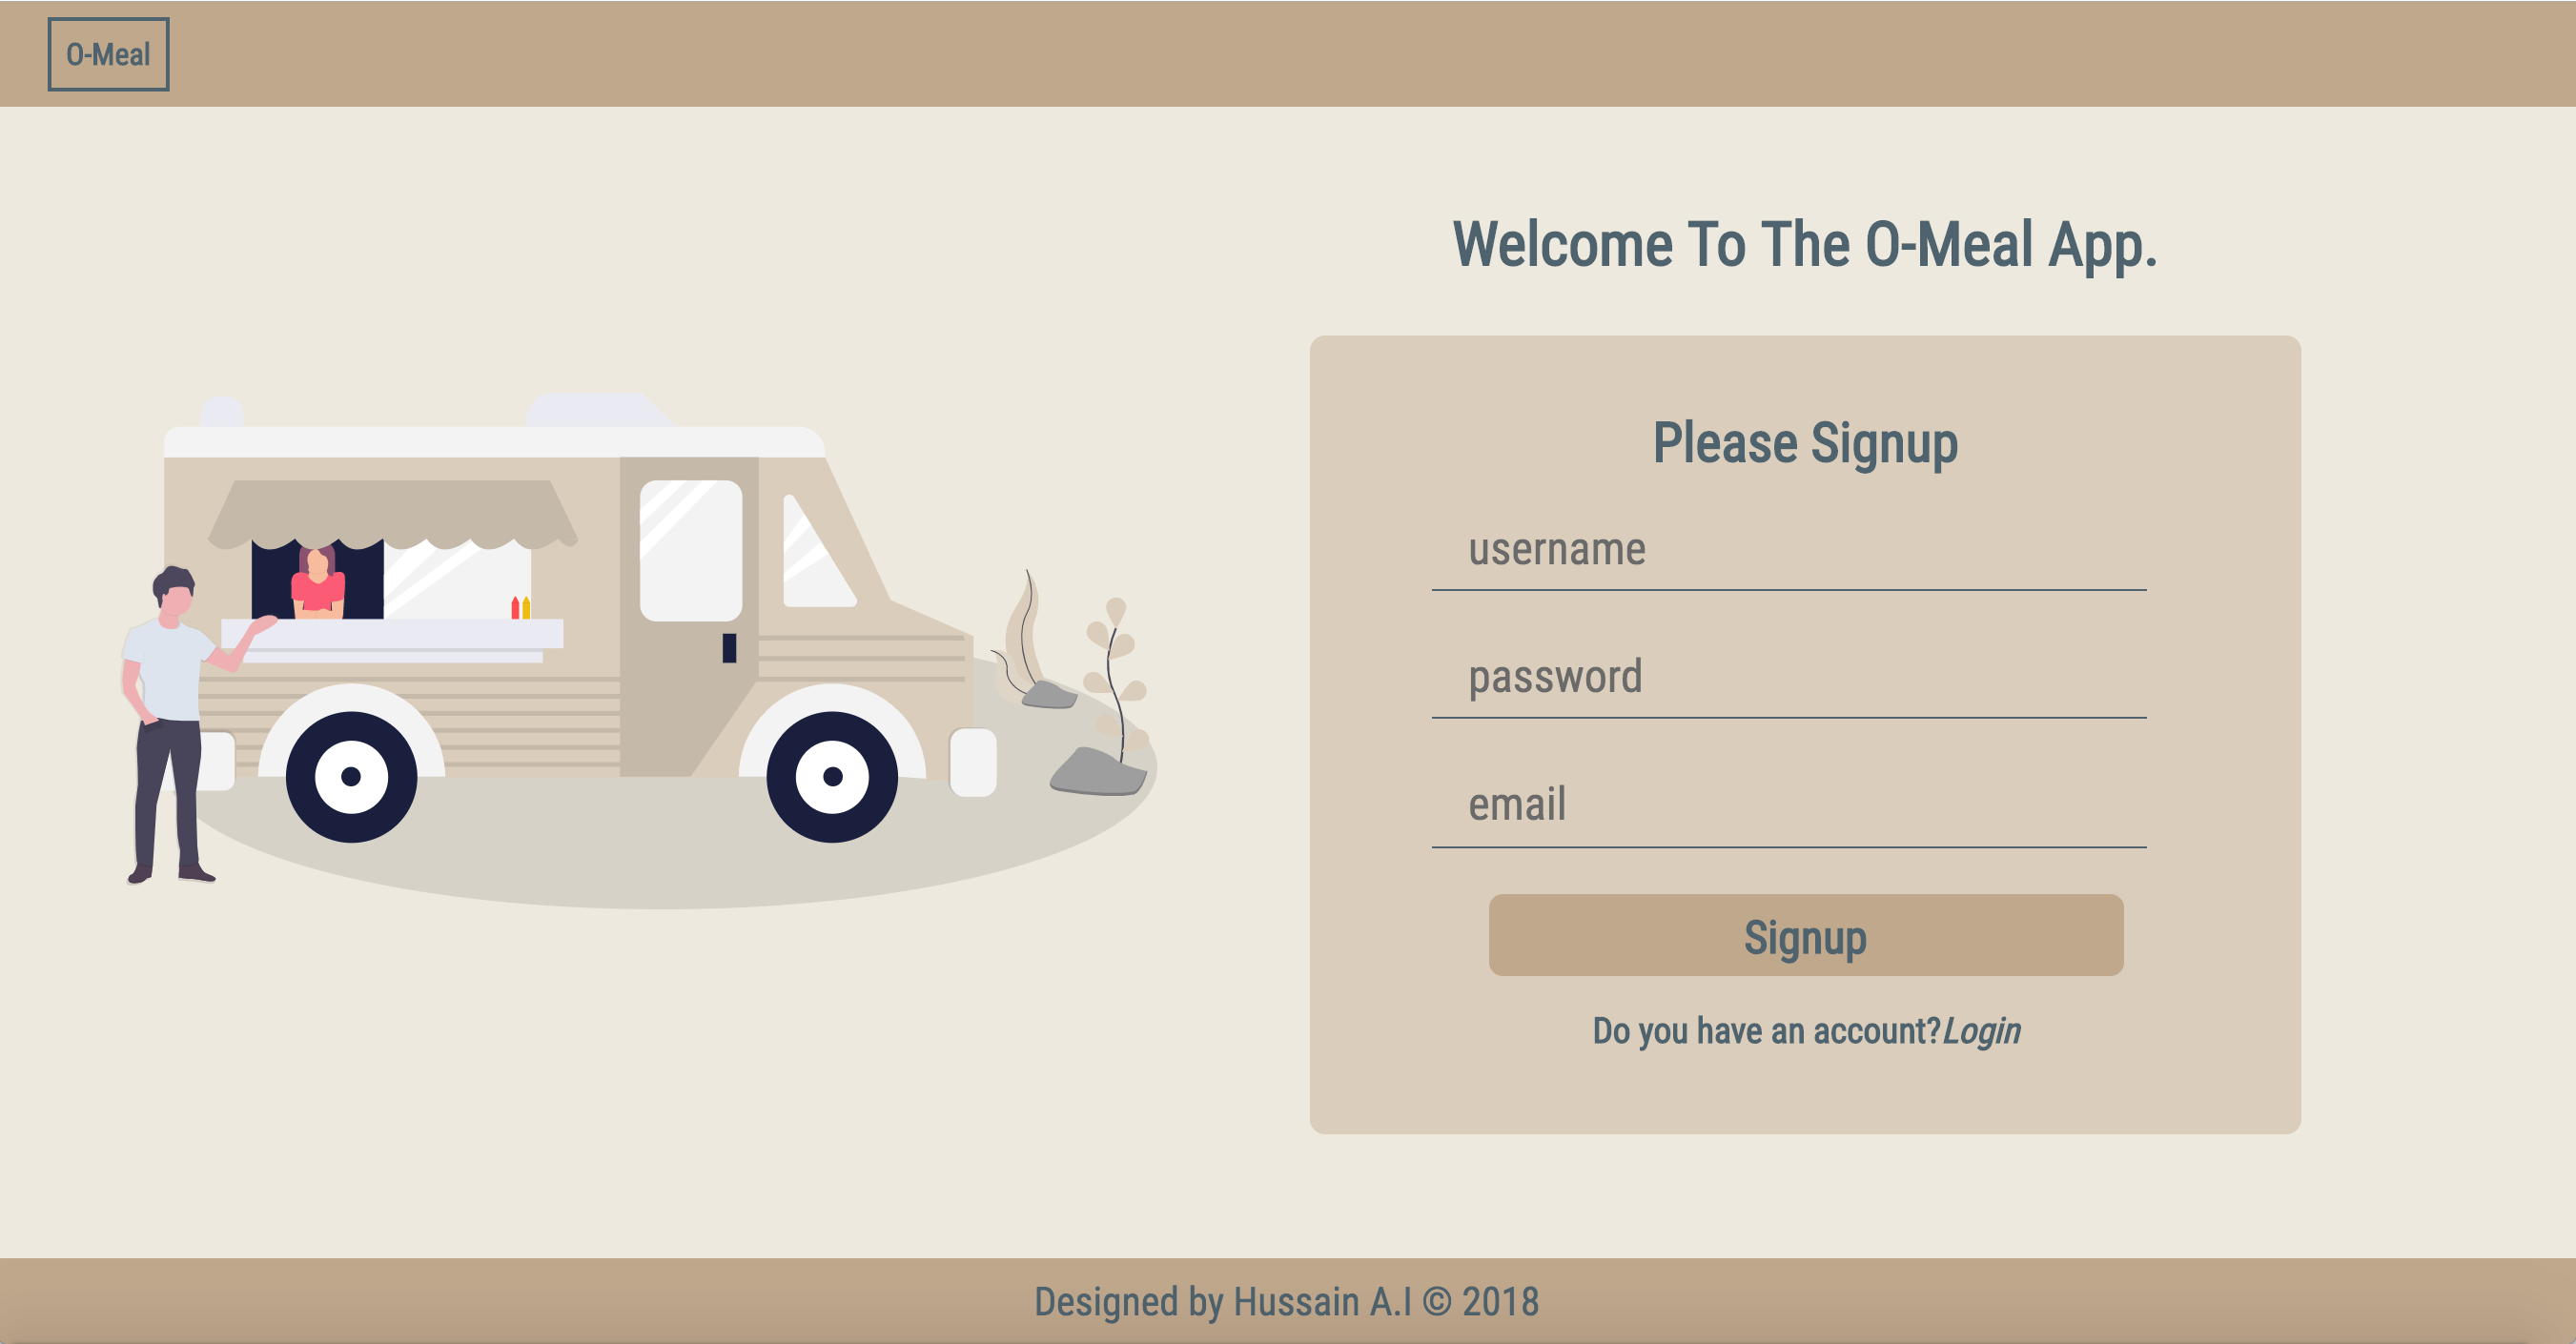 O-Meal
Welcome To The O-Meal App.
Please Signup
username
password
email
Signup
Do you have an account?Login
Designed by Hussain A.I © 2018